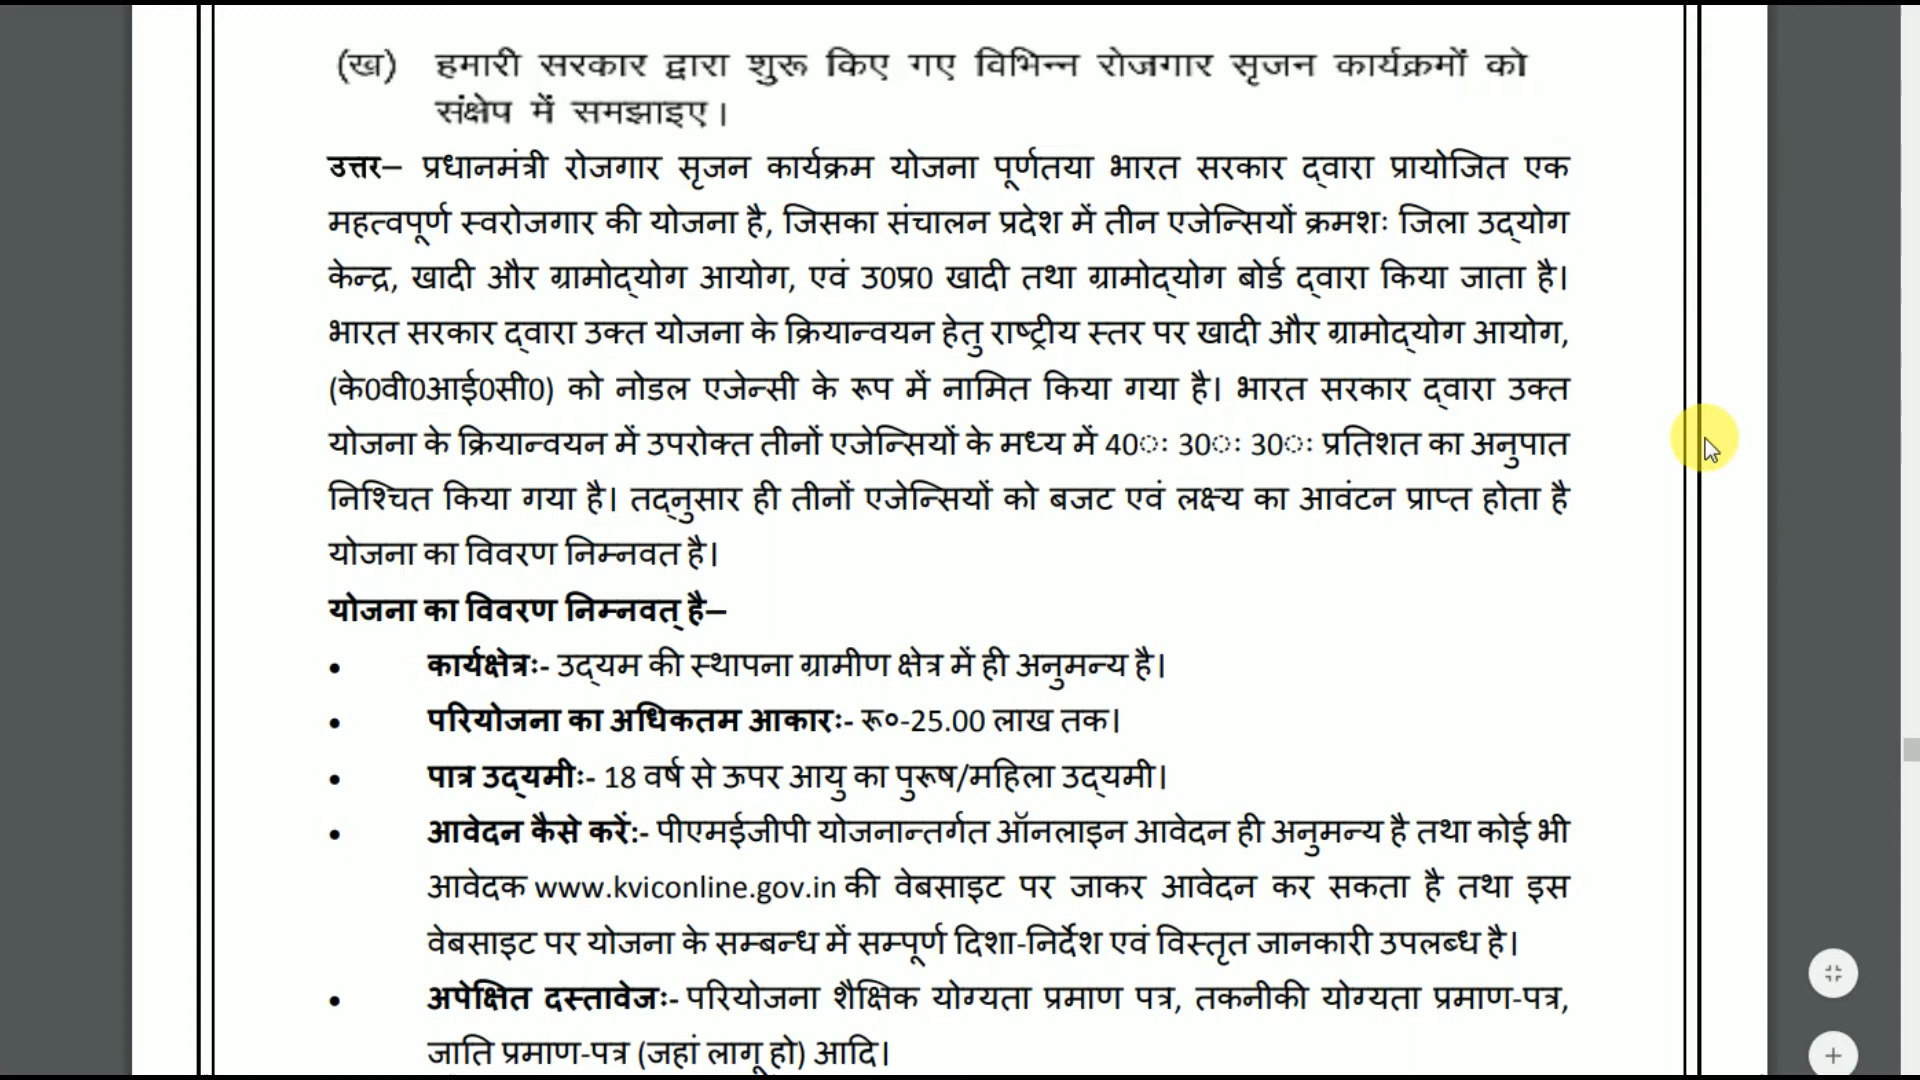 (ख) हमारी सरकार द्वारा शुरू किए गए विभिन्न रोजगार सृजन कार्यक्रमों को
संक्षेप में समझाइए।
उत्तर– प्रधानमंत्री रोजगार सृजन कार्यक्रम योजना पूर्णतया भारत सरकार द्वारा प्रायोजित एक
महत्वपूर्ण स्वरोजगार की योजना है, जिसका संचालन प्रदेश में तीन एजेन्सियों क्रमशः जिला उद्योग
केन्द्र, खादी और ग्रामोद्योग आयोग, एवं उ0प्र0 खादी तथा ग्रामोद्योग बोर्ड द्वारा किया जाता है।
भारत सरकार द्वारा उक्त योजना के क्रियान्वयन हेतु राष्ट्रीय स्तर पर खादी और ग्रामोद्योग आयोग,
(के0वी0आई0सी0) को नोडल एजेन्सी के रूप में नामित किया गया है। भारत सरकार द्वारा उक्त
योजना के क्रियान्वयन में उपरोक्त तीनों एजेन्सियों के मध्य में 40ः 30ः 30ः प्रतिशत का अनुपात
निश्चित किया गया है। तद्नुसार ही तीनों एजेन्सियों को बजट एवं लक्ष्य का आवंटन प्राप्त होता है
योजना का विवरण निम्नवत है।
योजना का विवरण निम्नवत् है–
• कार्यक्षेत्रः- उद्यम की स्थापना ग्रामीण क्षेत्र में ही अनुमन्य है।
• परियोजना का अधिकतम आकारः- रू०-25.00 लाख तक।
• पात्र उद्यमीः- 18 वर्ष से ऊपर आयु का पुरूष/महिला उद्यमी।
• आवेदन कैसे करें:- पीएमईजीपी योजनान्तर्गत ऑनलाइन आवेदन ही अनुमन्य है तथा कोई भी
आवेदक www.kviconline.gov.in की वेबसाइट पर जाकर आवेदन कर सकता है तथा इस
वेबसाइट पर योजना के सम्बन्ध में सम्पूर्ण दिशा-निर्देश एवं विस्तृत जानकारी उपलब्ध है।
• अपेक्षित दस्तावेजः- परियोजना शैक्षिक योग्यता प्रमाण पत्र, तकनीकी योग्यता प्रमाण-पत्र,
जाति प्रमाण-पत्र (जहां लागू हो) आदि।